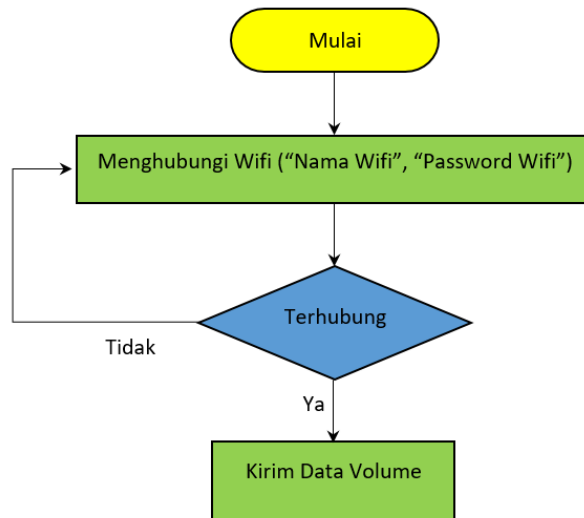 Mulai
Menghubungi Wifi (“Nama Wifi”, “Password Wifi”)
Terhubung
Tidak
Ya
Kirim Data Volume